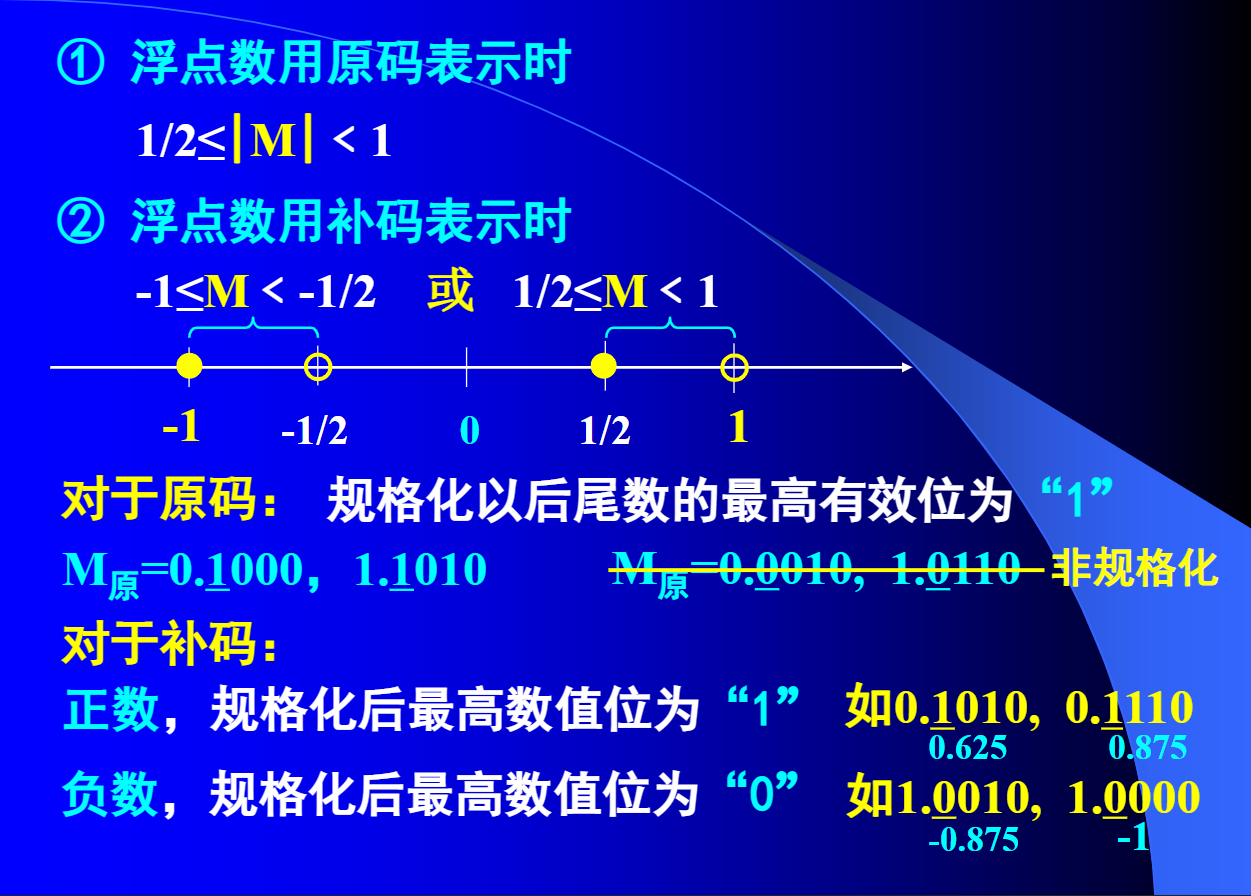 ① 浮点数用原码表示时
1/2≤|M| < 1
② 浮点数用补码表示时
-1≤M < -1/2 或 1/2≤M < 1
-1 -1/2 0 1/2 1
对于原码： 规格化以后尾数的最高有效位为“1”
M原=0.1000，1.1010 M原=0.0010, 1.0110 非规格化
对于补码：
正数，规格化后最高数值位为“1” 如0.1010, 0.1110
0.625 0.875
负数，规格化后最高数值位为“0” 如1.0010, 1.0000
-0.875 -1